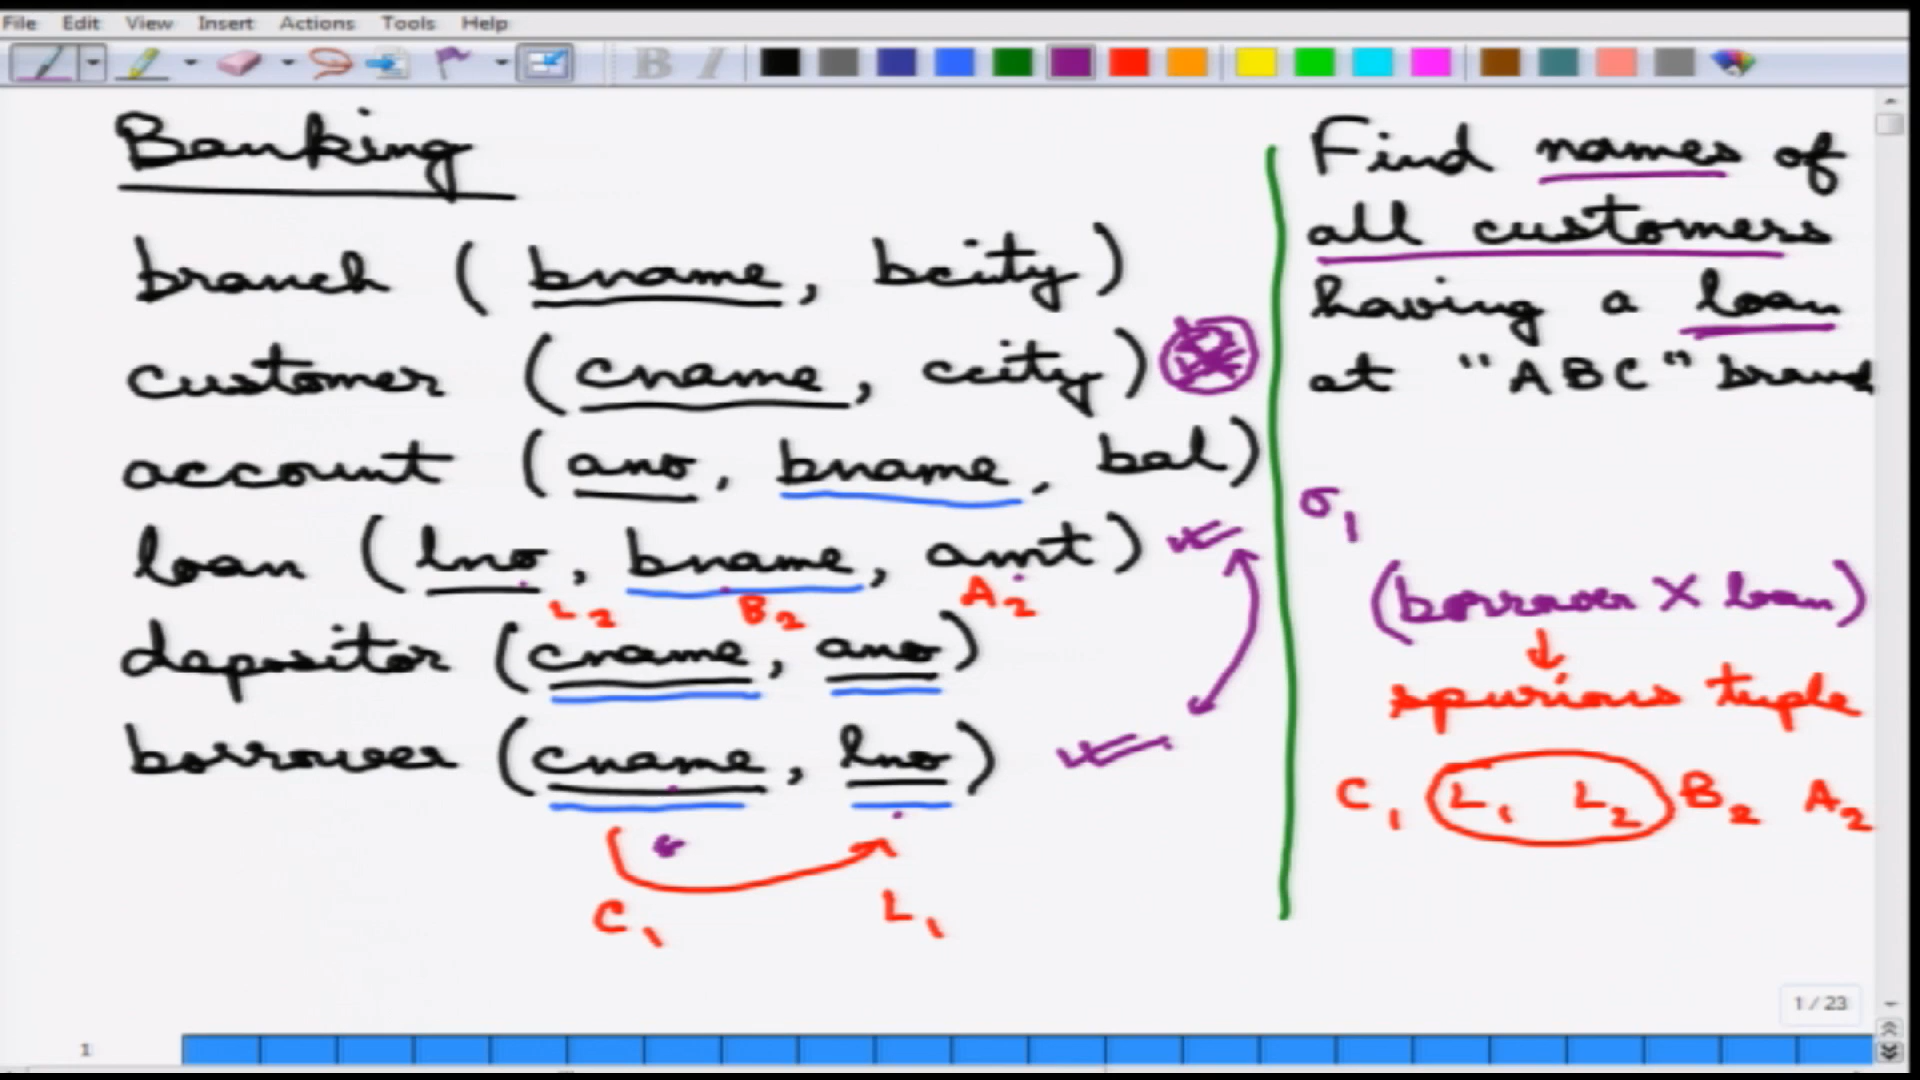 File Edit View Insert Actions Tools Help
B I
Banking
branch ( bname, bcity )
customer ( cname, ccity )
account ( ano, bname, bal )
loan ( lno, bname, amt )
L2 B2 A2
depositor ( cname, ano )
borrower ( cname, lno )
C1 L1
Find names of
all customers
having a loan
at "ABC" branch
σ1
(borrower X loan)
spurious tuple
C1 L1 L2 B2 A2
1 / 23
1